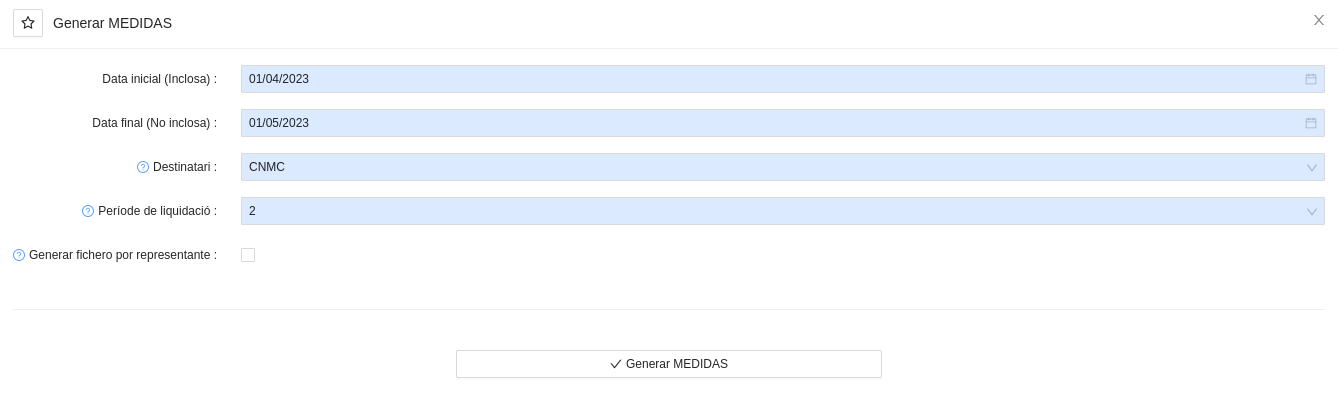 Generar MEDIDAS
Data inicial (Inclosa) : 01/04/2023
Data final (No inclosa) : 01/05/2023
Destinatari : CNMC
Període de liquidació : 2
Generar fichero por representante :
Generar MEDIDAS